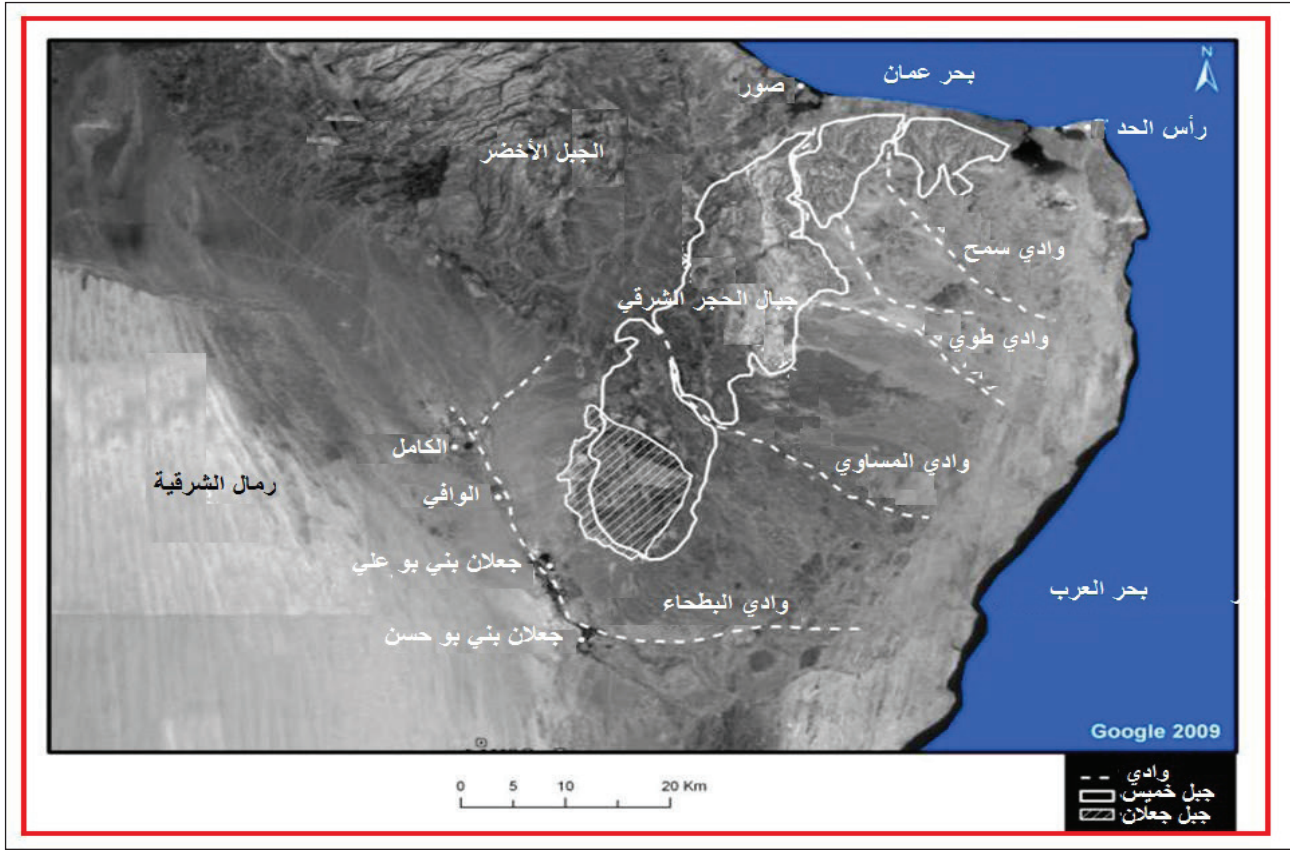 N
بحر عمان
صور
رأس الحد
الجبل الأخضر
وادي سمح
جبال الحجر الشرقي
وادي طوي
الكامل
وادي المساوي
رمال الشرقية
الوافي
جعلان بني بو علي
بحر العرب
وادي البطحاء
جعلان بني بو حسن
Google 2009
0 5 10 20 Km
وادي
جبل خميس
جبل جعلان